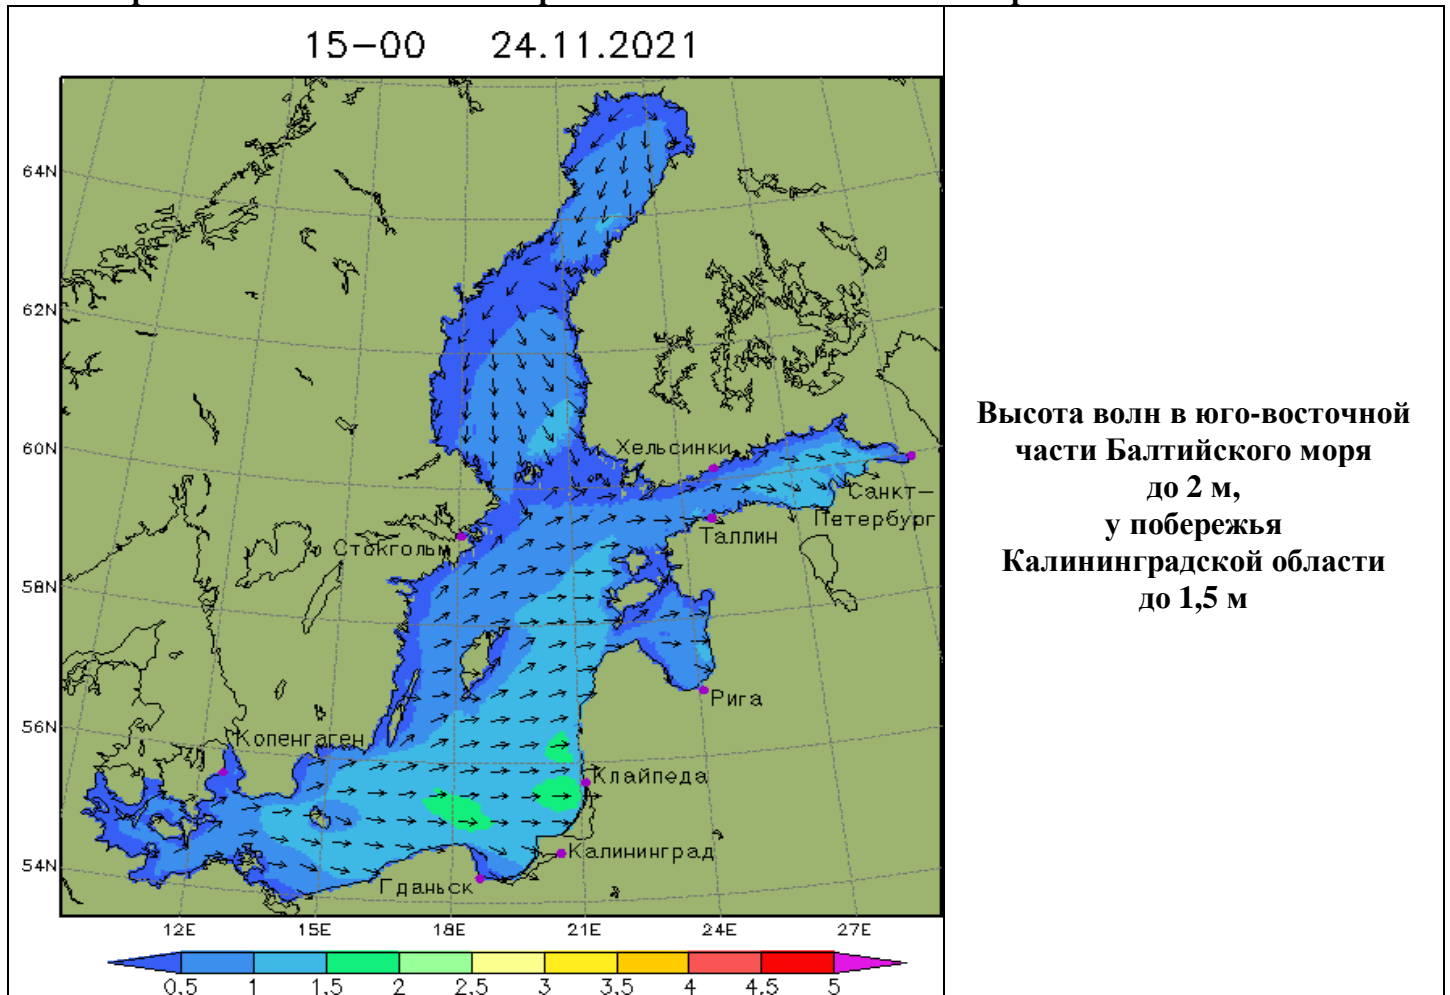 15-00 24.11.2021
64N
62N
60N
58N
56N
54N
Хельсинки
Санкт-
Петербург
Таллин
Стокгольм
Рига
Копенгаген
Клайпеда
Калининград
Гданьск
12E 15E 18E 21E 24E 27E
0,5 1 1,5 2 2,5 3 3,5 4 4,5 5
Высота волн в юго-восточной
части Балтийского моря
до 2 м,
у побережья
Калининградской области
до 1,5 м